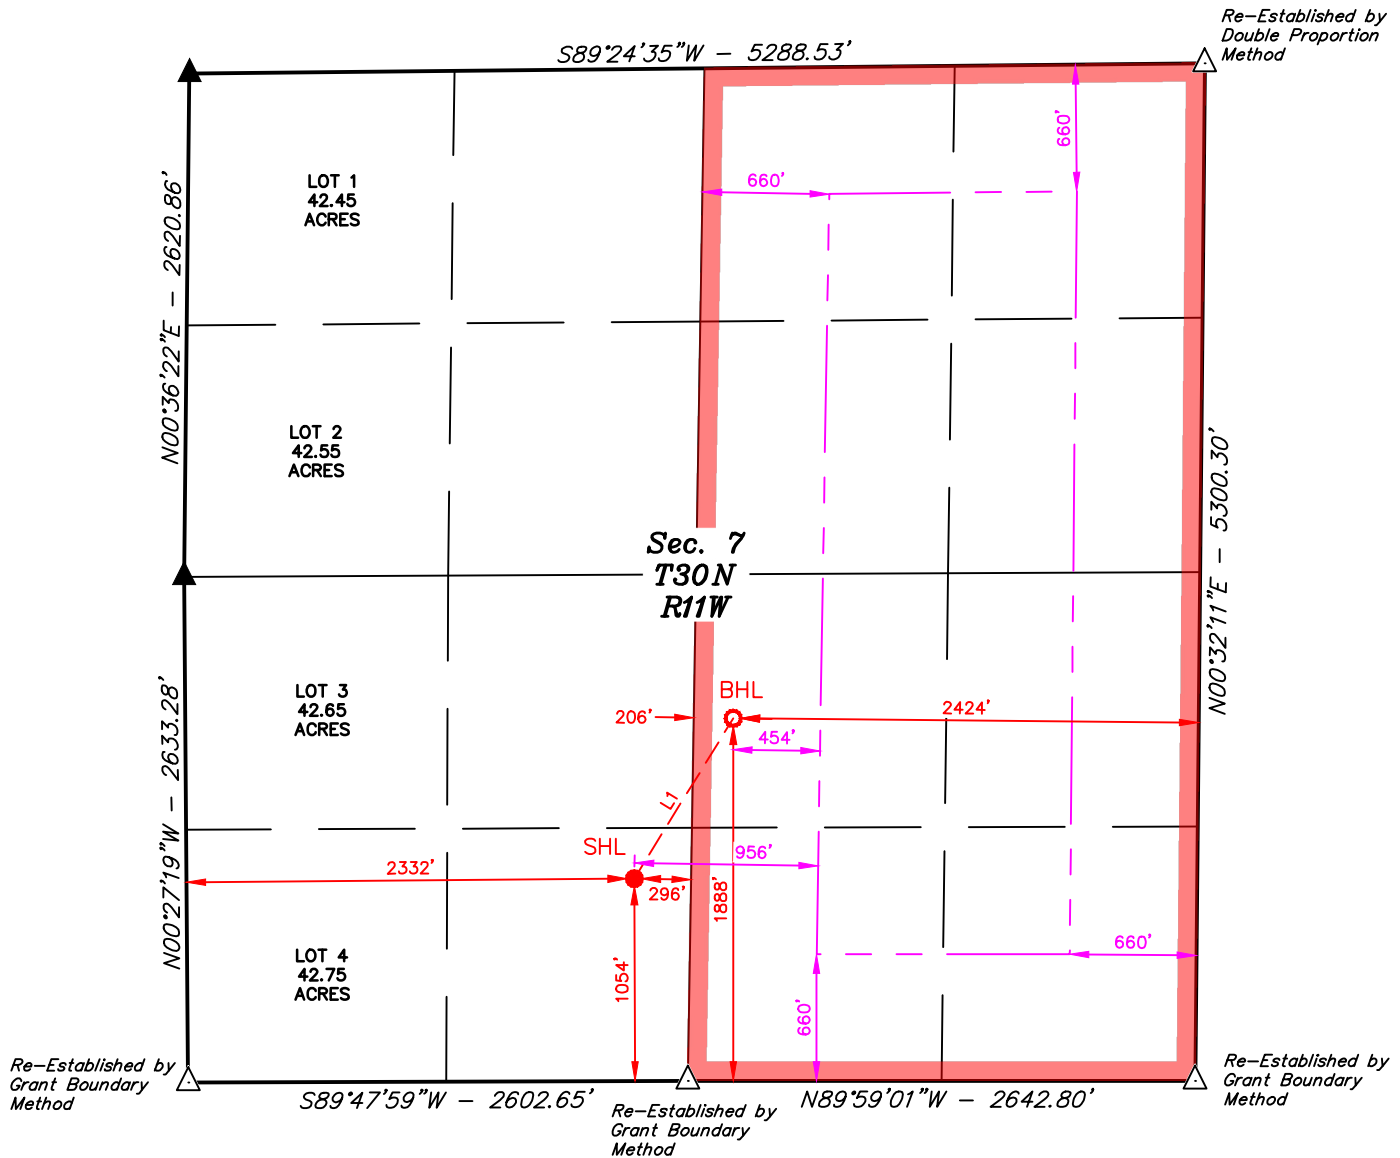 Re-Established by
Double Proportion
Method
S89°24'35"W - 5288.53'
660'
660'
LOT 1
42.45
ACRES
N00°36'22"E - 2620.86'
LOT 2
42.55
ACRES
N00°32'11"E - 5300.30'
Sec. 7
T30N
R11W
LOT 3
42.65
ACRES
N00°27'19"W - 2633.28'
BHL
206'
2424'
454'
L1
SHL
956'
2332'
296'
1888'
1054'
660'
660'
LOT 4
42.75
ACRES
Re-Established by
Grant Boundary
Method
S89°47'59"W - 2602.65'
Re-Established by
Grant Boundary
Method
N89°59'01"W - 2642.80'
Re-Established by
Grant Boundary
Method